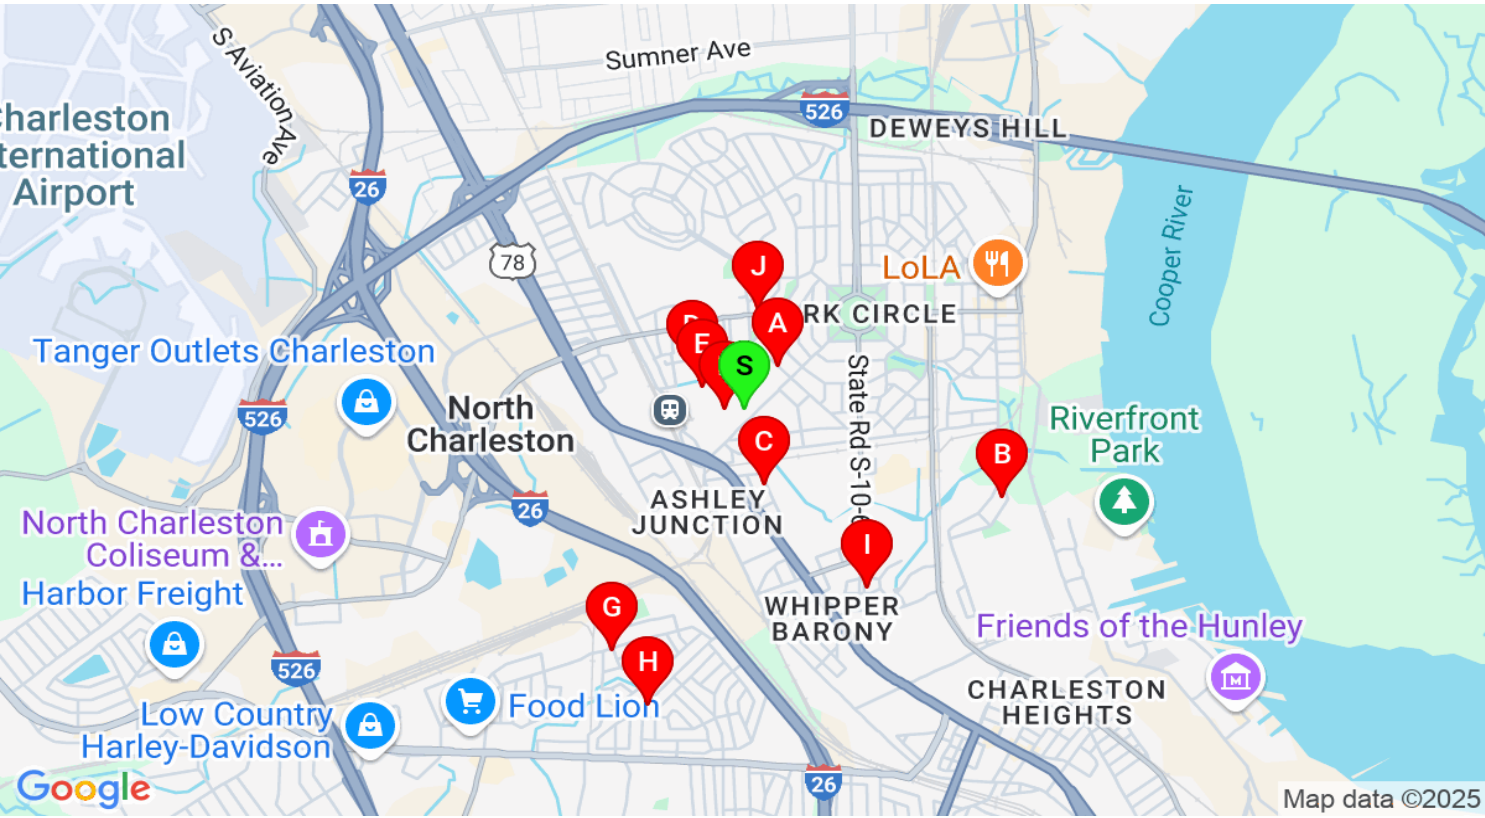 S Aviation Ave
Sumner Ave
526
DEWEYS HILL
harleston
ternational
Airport
26
Cooper River
78
LoLA
J
RK CIRCLE
A
Tanger Outlets Charleston
E
S
State Rd S-10-6
526
North
Charleston
Riverfront
Park
C
B
ASHLEY
JUNCTION
26
North Charleston
Coliseum &...
I
Harbor Freight
G
WHIPPER
BARONY
Friends of the Hunley
M
526
H
CHARLESTON
HEIGHTS
Food Lion
Low Country
Harley-Davidson
26
Google
Map data ©2025